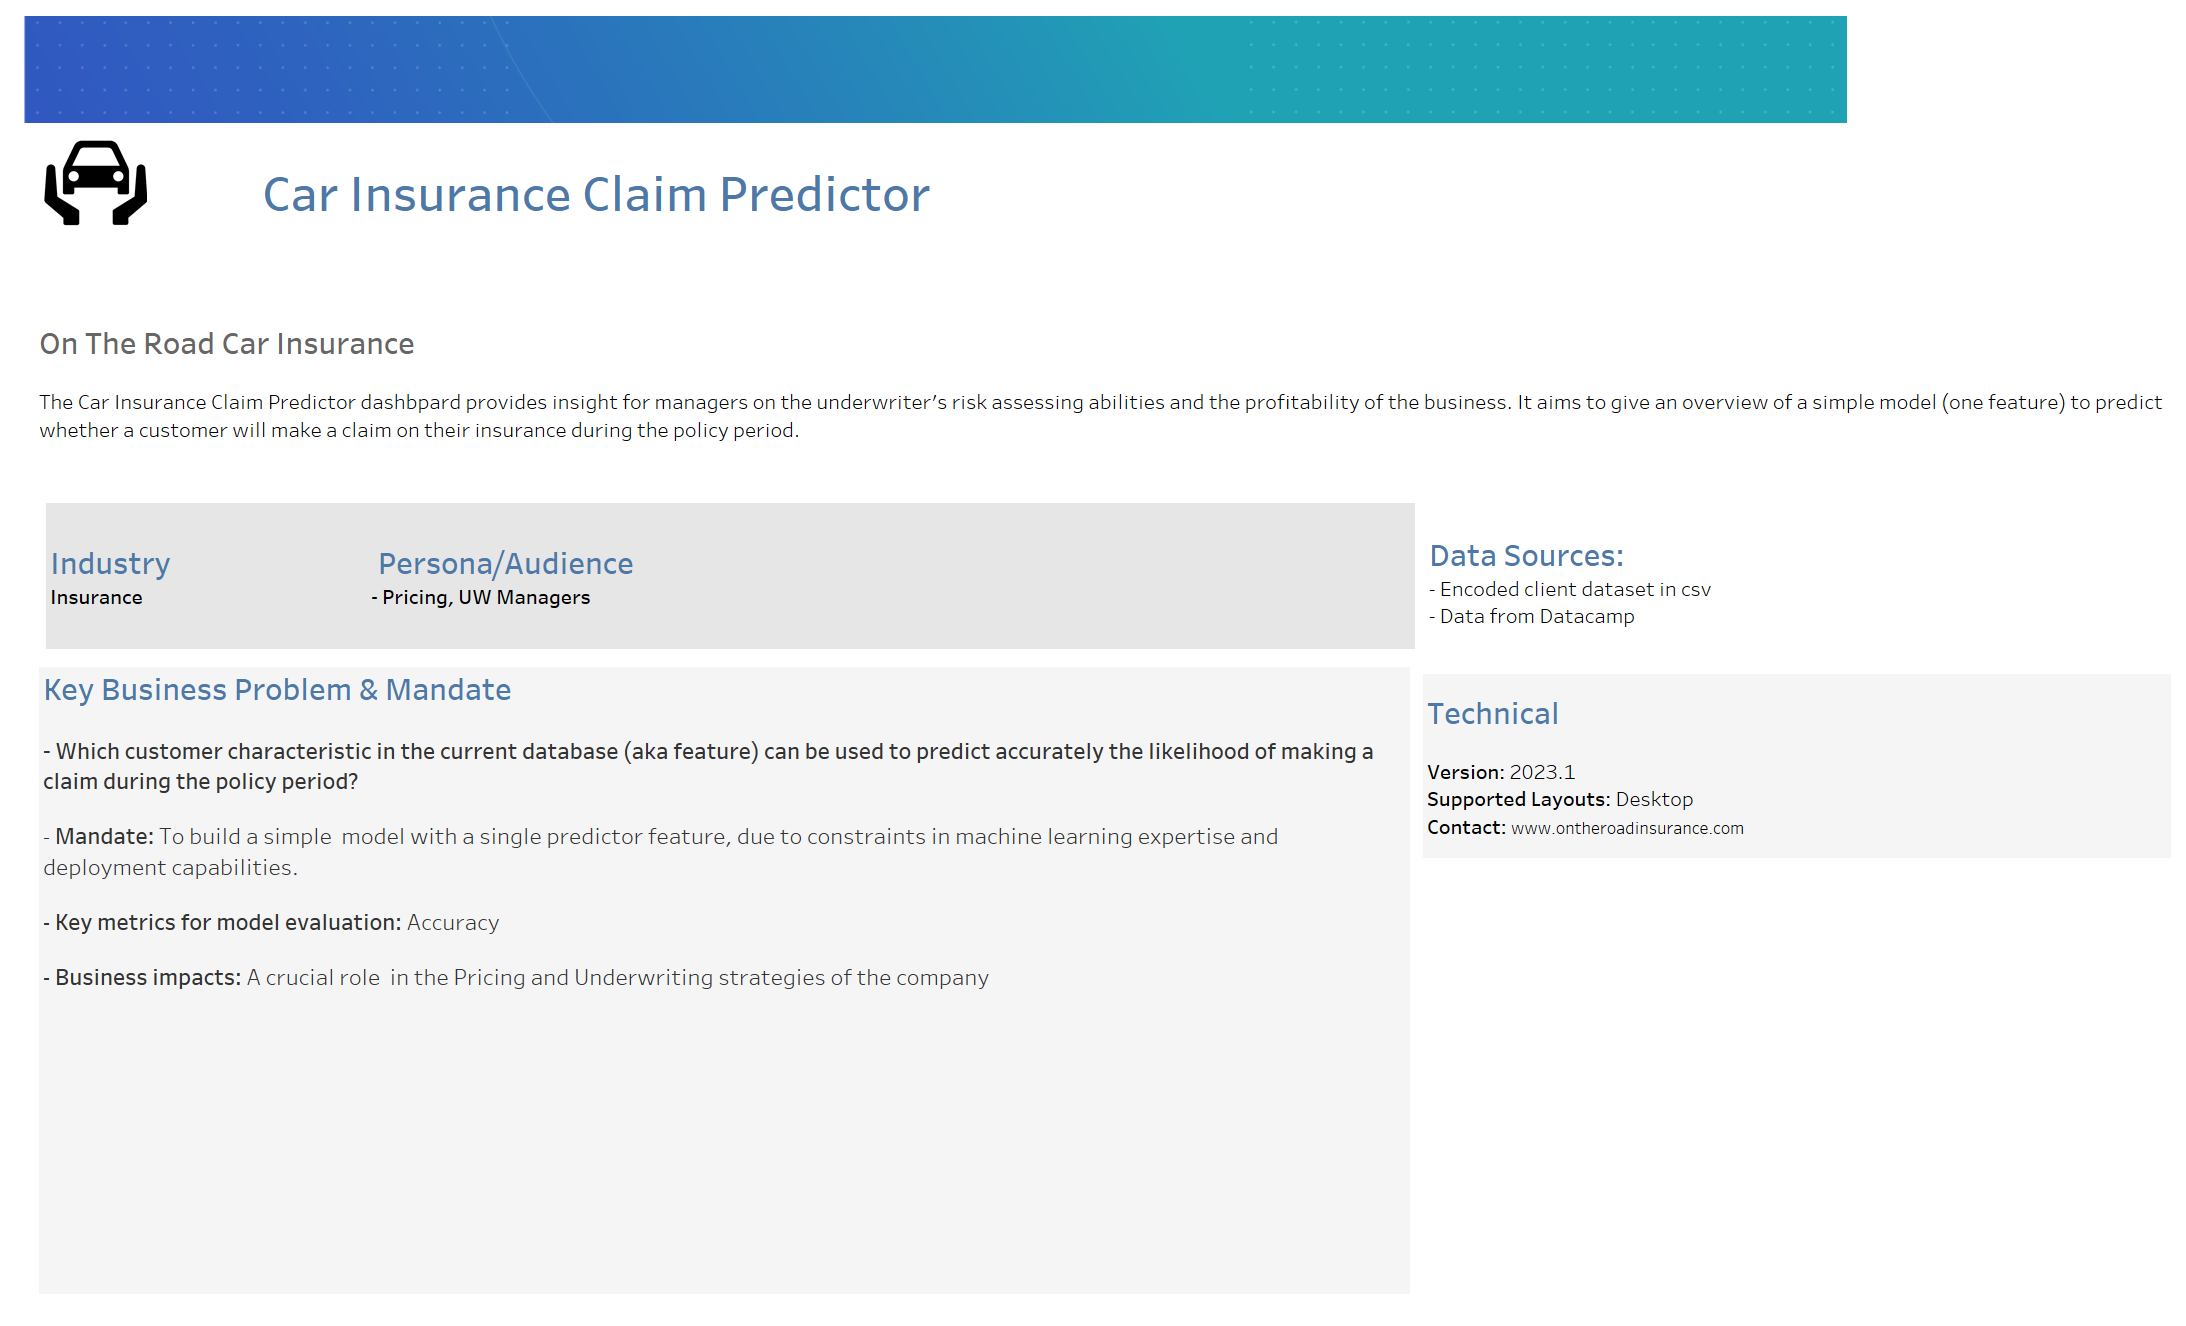 Car Insurance Claim Predictor
On The Road Car Insurance
The Car Insurance Claim Predictor dashbpard provides insight for managers on the underwriter's risk assessing abilities and the profitability of the business. It aims to give an overview of a simple model (one feature) to predict
whether a customer will make a claim on their insurance during the policy period.
Industry
Insurance
Persona/Audience
- Pricing, UW Managers
Data Sources:
- Encoded client dataset in csv
- Data from Datacamp
Key Business Problem & Mandate
- Which customer characteristic in the current database (aka feature) can be used to predict accurately the likelihood of making a
claim during the policy period?
- Mandate: To build a simple  model with a single predictor feature, due to constraints in machine learning expertise and
deployment capabilities.
- Key metrics for model evaluation: Accuracy
- Business impacts: A crucial role  in the Pricing and Underwriting strategies of the company
Technical
Version: 2023.1
Supported Layouts: Desktop
Contact: www.ontheroadinsurance.com